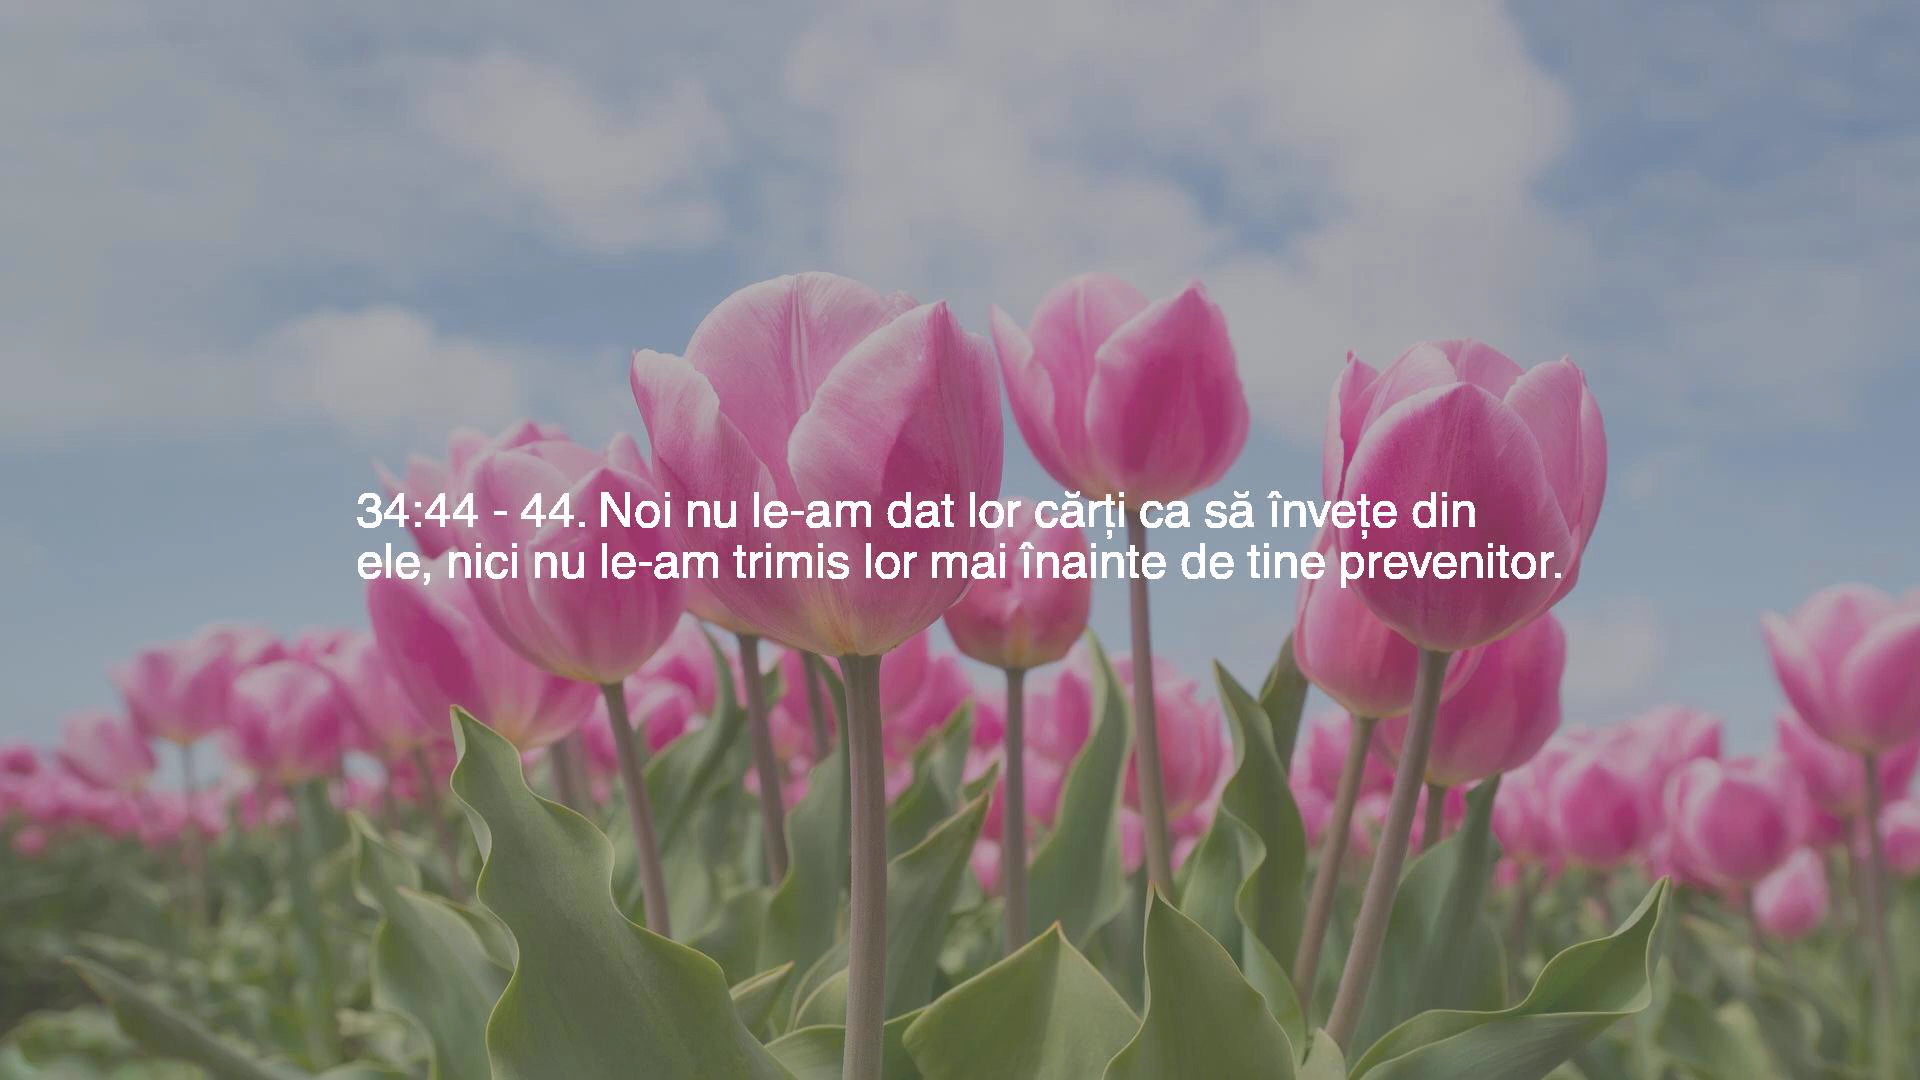 34:44 - 44. Noi nu le-am dat lor cărți ca să învețe din
ele, nici nu le-am trimis lor mai înainte de tine prevenitor.